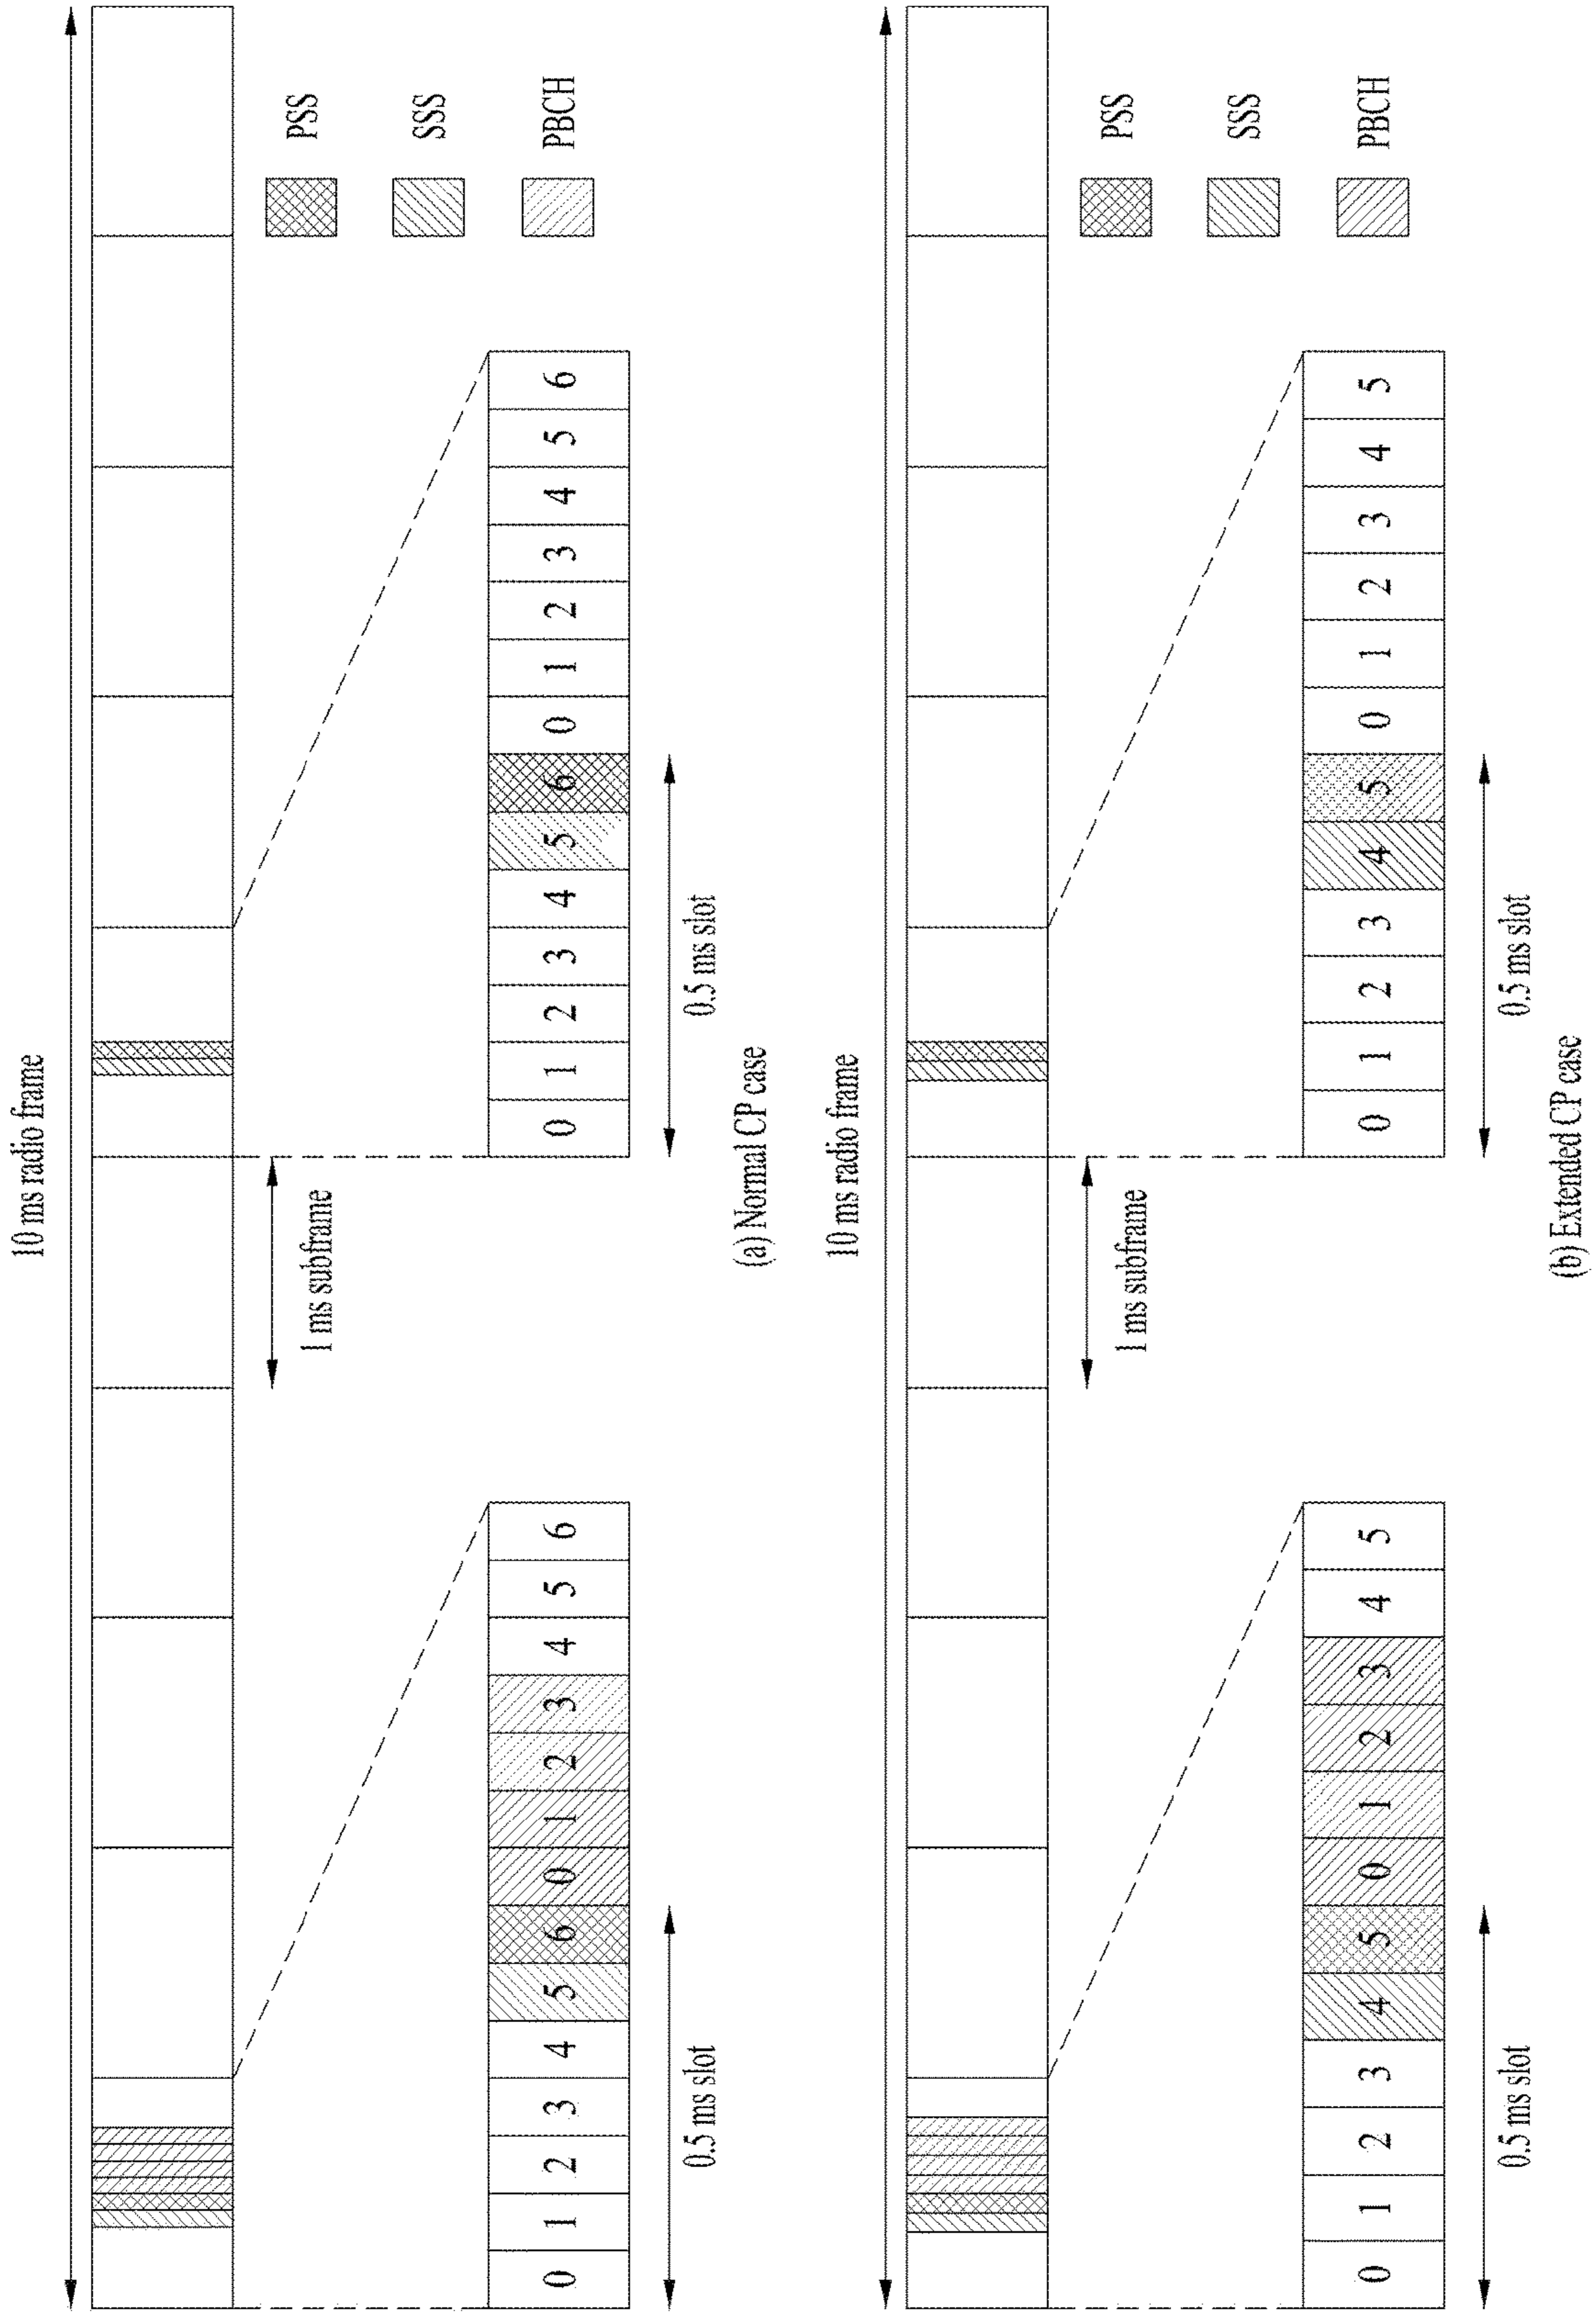 10 ms radio frame
PSS
SSS
PBCH
1 ms subframe
0 1 2 3 4 5 6 0 1 2 3 4 5 6
0 1 2 3 4 5 6 0 1 2 3 4 5 6
0.5 ms slot
0.5 ms slot
(a) Normal CP case
10 ms radio frame
PSS
SSS
PBCH
1 ms subframe
0 1 2 3 4 5 0 1 2 3 4 5
0 1 2 3 4 5 0 1 2 3 4 5
0.5 ms slot
0.5 ms slot
(b) Extended CP case